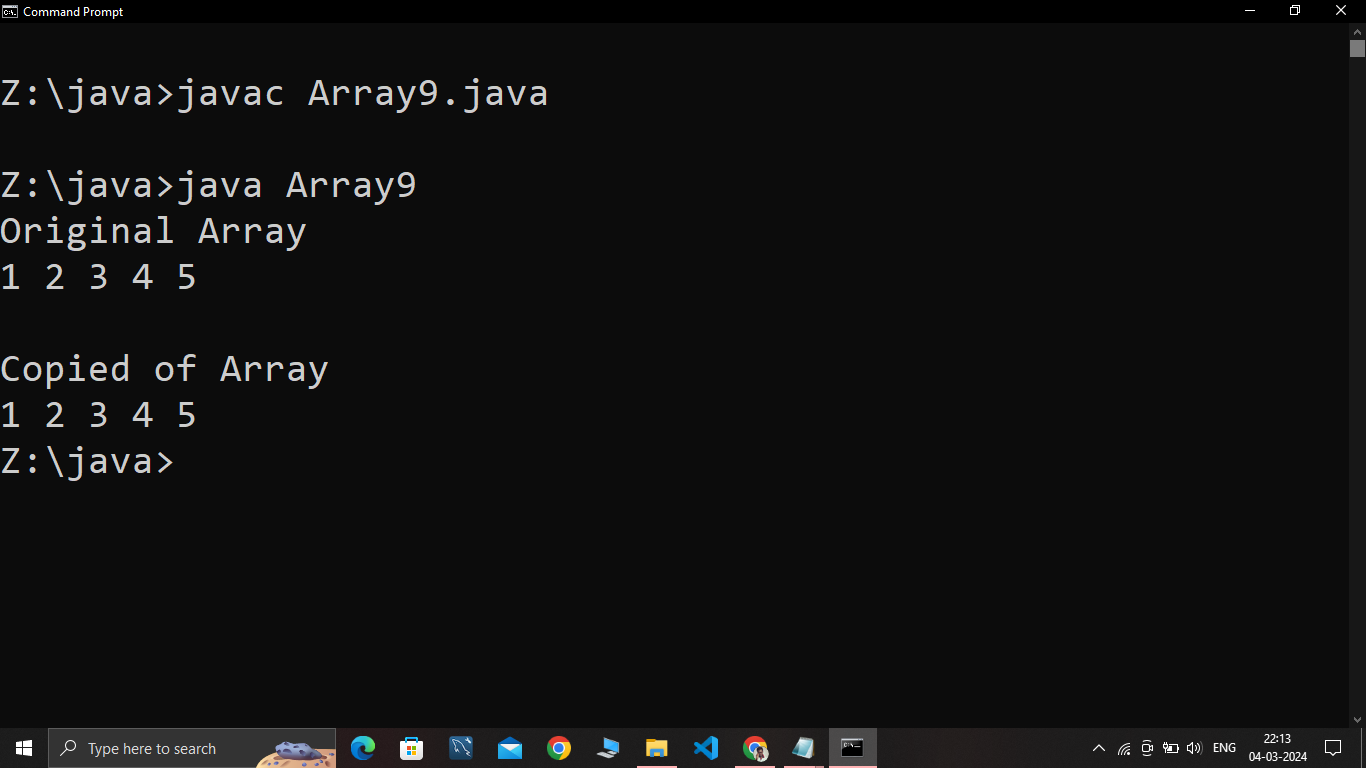 Command Prompt
Z:\java>javac Array9.java
Z:\java>java Array9
Original Array
1 2 3 4 5
Copied of Array
1 2 3 4 5
Z:\java>
Type here to search
ENG
22:13
04-03-2024